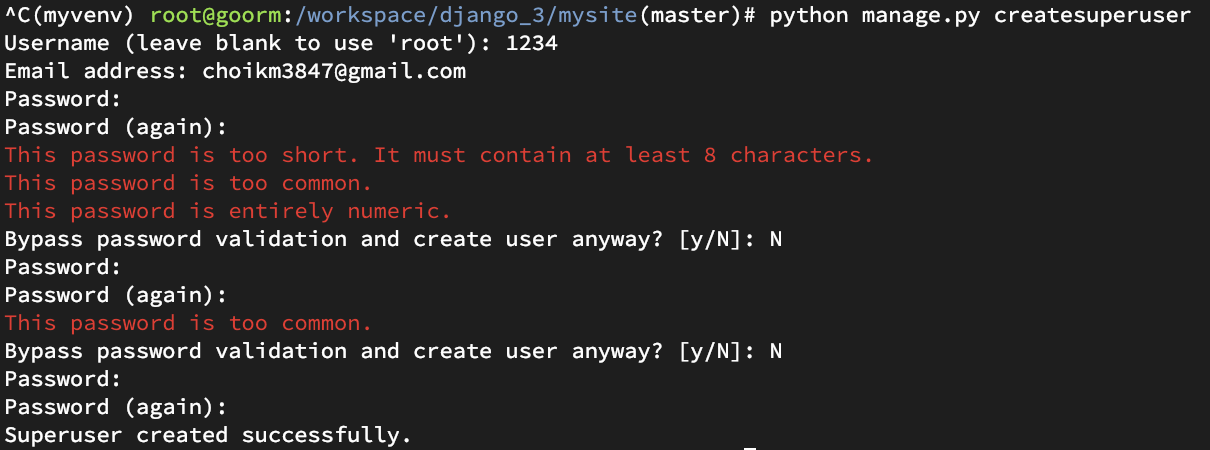 ^C(myvenv) root@goorm:/workspace/django_3/mysite(master)# python manage.py createsuperuser
Username (leave blank to use 'root'): 1234
Email address: choikm3847@gmail.com
Password:
Password (again):
This password is too short. It must contain at least 8 characters.
This password is too common.
This password is entirely numeric.
Bypass password validation and create user anyway? [y/N]: N
Password:
Password (again):
This password is too common.
Bypass password validation and create user anyway? [y/N]: N
Password:
Password (again):
Superuser created successfully.